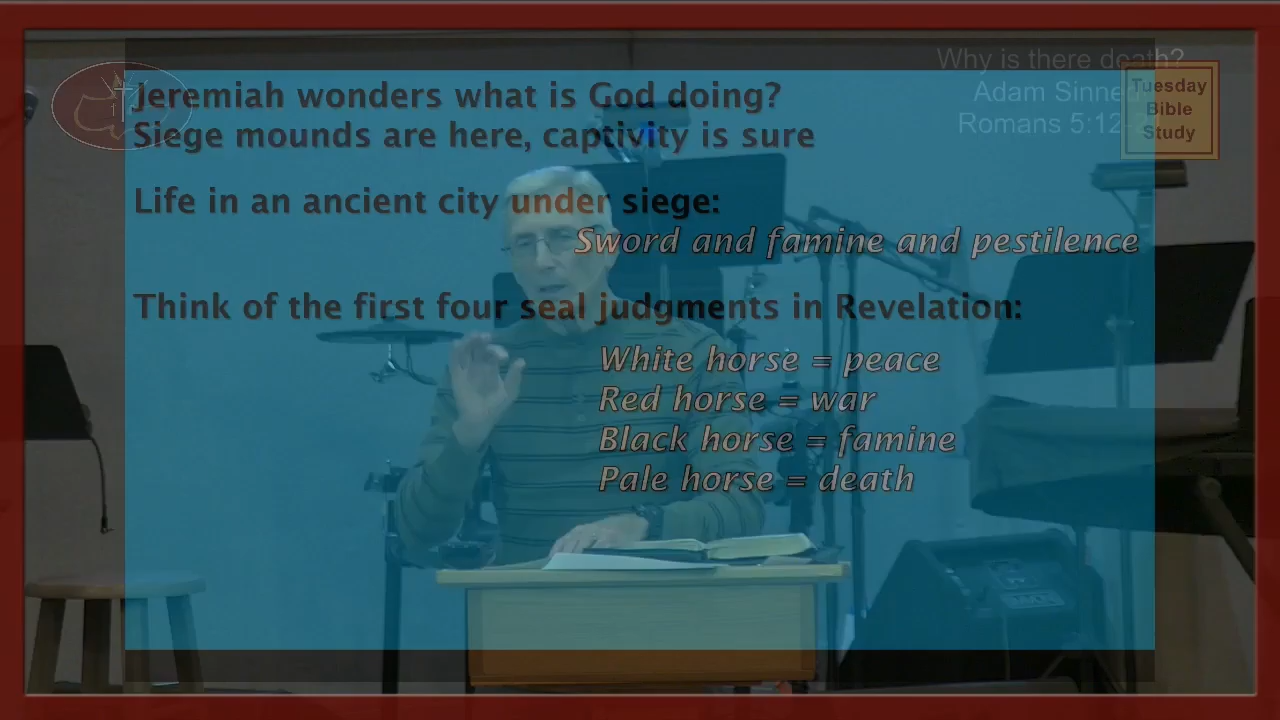 Why is there death?
Adam Sinne
Romans 5:12-
Tuesday
Bible
Study
Jeremiah wonders what is God doing?
Siege mounds are here, captivity is sure
Life in an ancient city under siege:
Sword and famine and pestilence
Think of the first four seal judgments in Revelation:
White horse = peace
Red horse = war
Black horse = famine
Pale horse = death